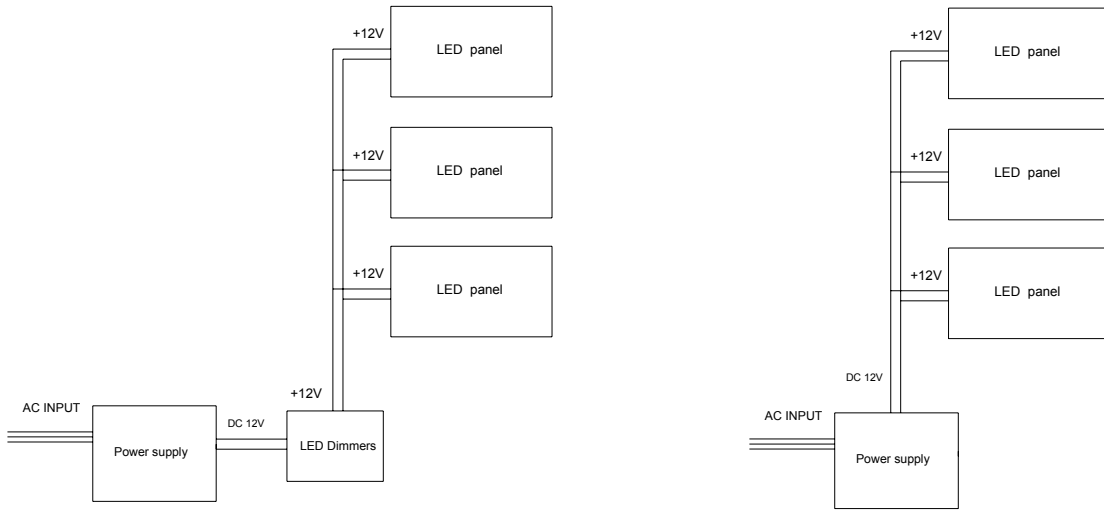 +12V
LED panel
+12V
LED panel
+12V
LED panel
+12V
AC INPUT
DC 12V
Power supply
LED Dimmers
+12V
LED panel
+12V
LED panel
+12V
LED panel
DC 12V
AC INPUT
Power supply